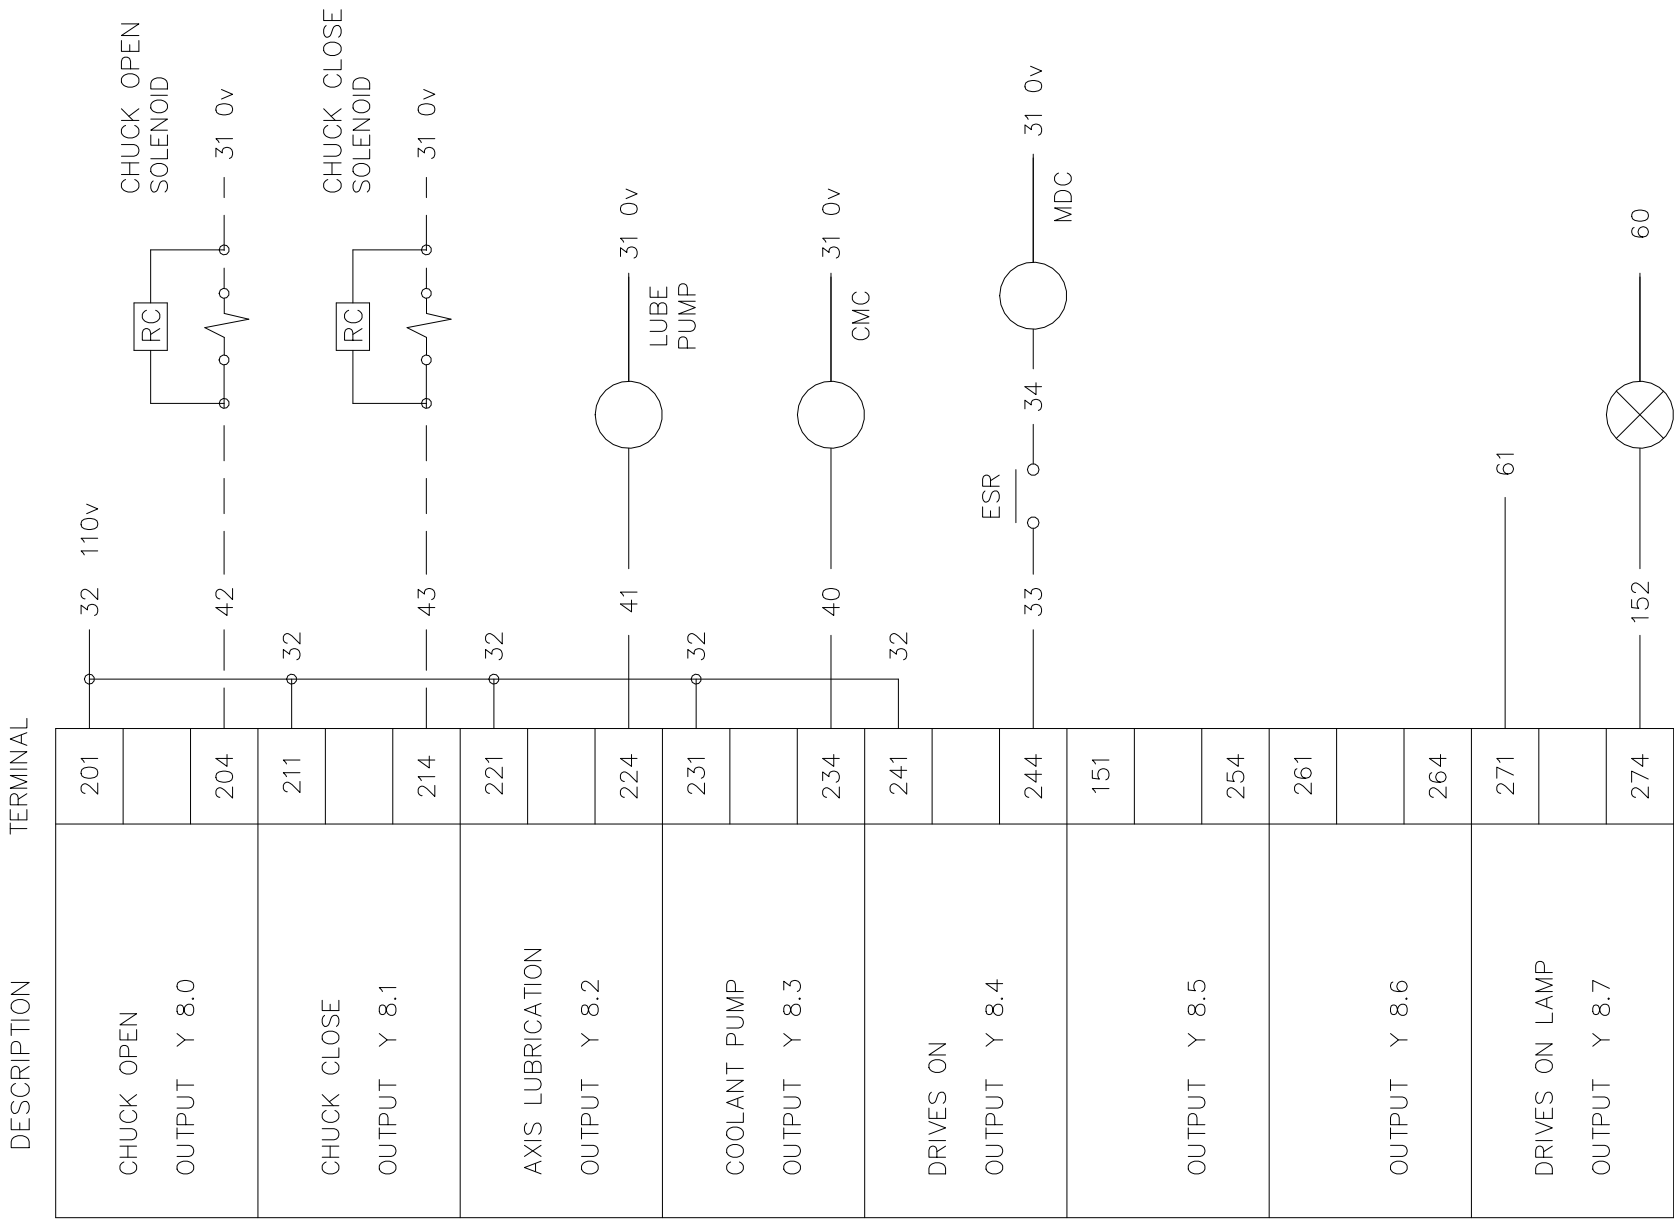 DESCRIPTION
TERMINAL
CHUCK OPEN
OUTPUT Y 8.0
201
32 110v
204
42
31 0v
RC
CHUCK OPEN
SOLENOID
CHUCK CLOSE
OUTPUT Y 8.1
211
32
214
43
31 0v
RC
CHUCK CLOSE
SOLENOID
AXIS LUBRICATION
OUTPUT Y 8.2
221
32
224
41
31 0v
LUBE
PUMP
COOLANT PUMP
OUTPUT Y 8.3
231
32
234
40
31 0v
CMC
DRIVES ON
OUTPUT Y 8.4
241
32
244
33
ESR
34
31 0v
MDC
OUTPUT Y 8.5
151
254
OUTPUT Y 8.6
261
264
DRIVES ON LAMP
OUTPUT Y 8.7
271
61
274
152
60